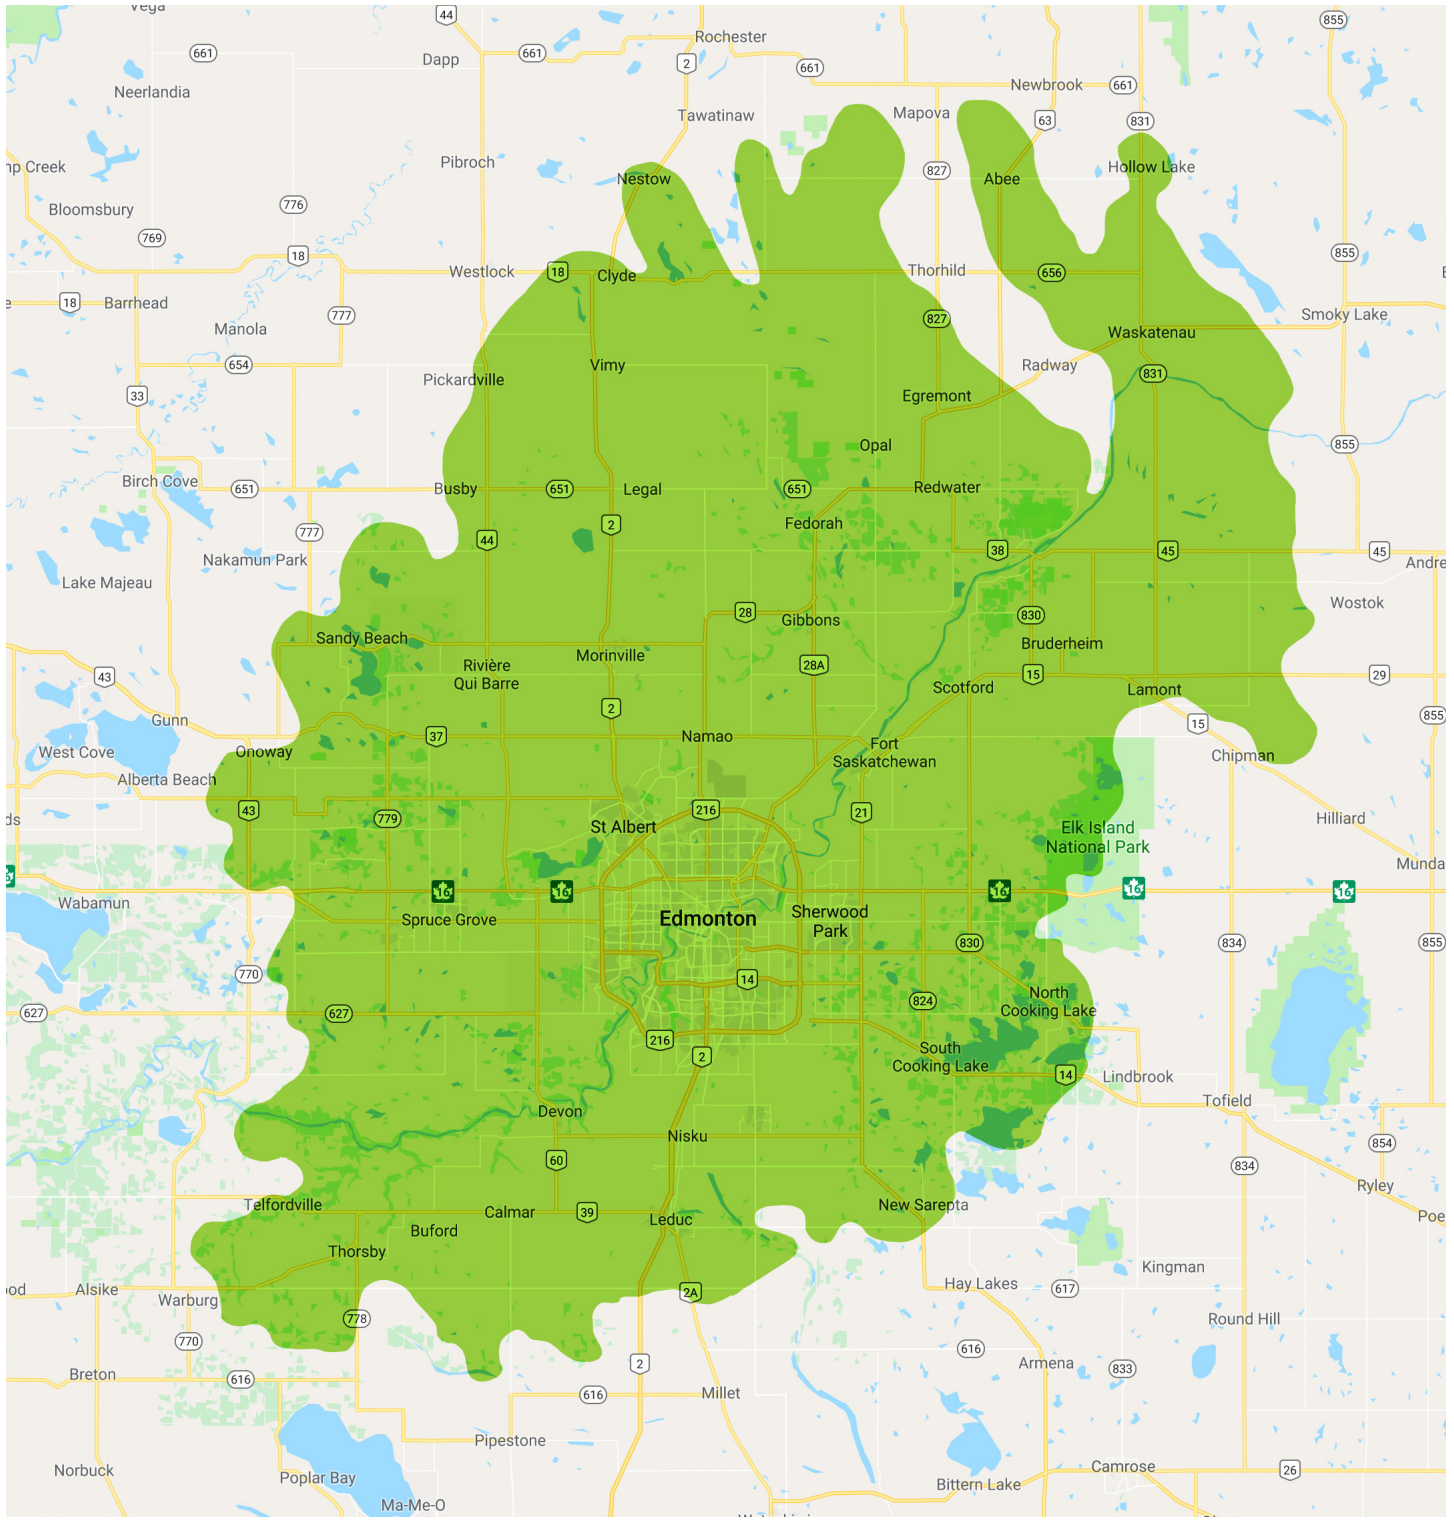 Vega
44
855
Rochester
661
Dapp
661
2
661
Neerlandia
Newbrook
661
Tawatinaw
Mapova
63
831
mp Creek
Pibroch
Nestow
827
Abee
Hollow Lake
Bloomsbury
776
769
18
855
Westlock
18
Clyde
Thorhild
656
18
Barrhead
777
Manola
827
Smoky Lake
Waskatenau
654
Vimy
Radway
831
Pickardville
33
Egremont
Opal
855
Birch Cove
651
Busby
651
Legal
651
Redwater
777
2
Fedorah
44
38
45
45
Nakamun Park
Andre
Lake Majeau
Wostok
28
Gibbons
830
Sandy Beach
Bruderheim
Morinville
Rivière
Qui Barre
28A
43
15
29
Scotford
Lamont
2
855
Gunn
15
37
Namao
Fort
Saskatchewan
West Cove
Onoway
Chipman
Alberta Beach
43
779
216
21
ds
St Albert
Elk Island
National Park
Hilliard
Munda
16
16
16
16
16
Wabamun
Spruce Grove
Edmonton
Sherwood
Park
830
834
855
770
14
627
627
824
North
Cooking Lake
216
2
South
Cooking Lake
14
Lindbrook
Devon
Tofield
Nisku
854
60
834
Ryley
Telfordville
Calmar
39
Leduc
New Sarepta
Poe
Buford
Thorsby
Kingman
ood
Alsike
Warburg
2A
Hay Lakes
617
778
Round Hill
770
616
2
Armena
833
Breton
616
616
Millet
Pipestone
Norbuck
Poplar Bay
Camrose
26
Bittern Lake
Ma-Me-O